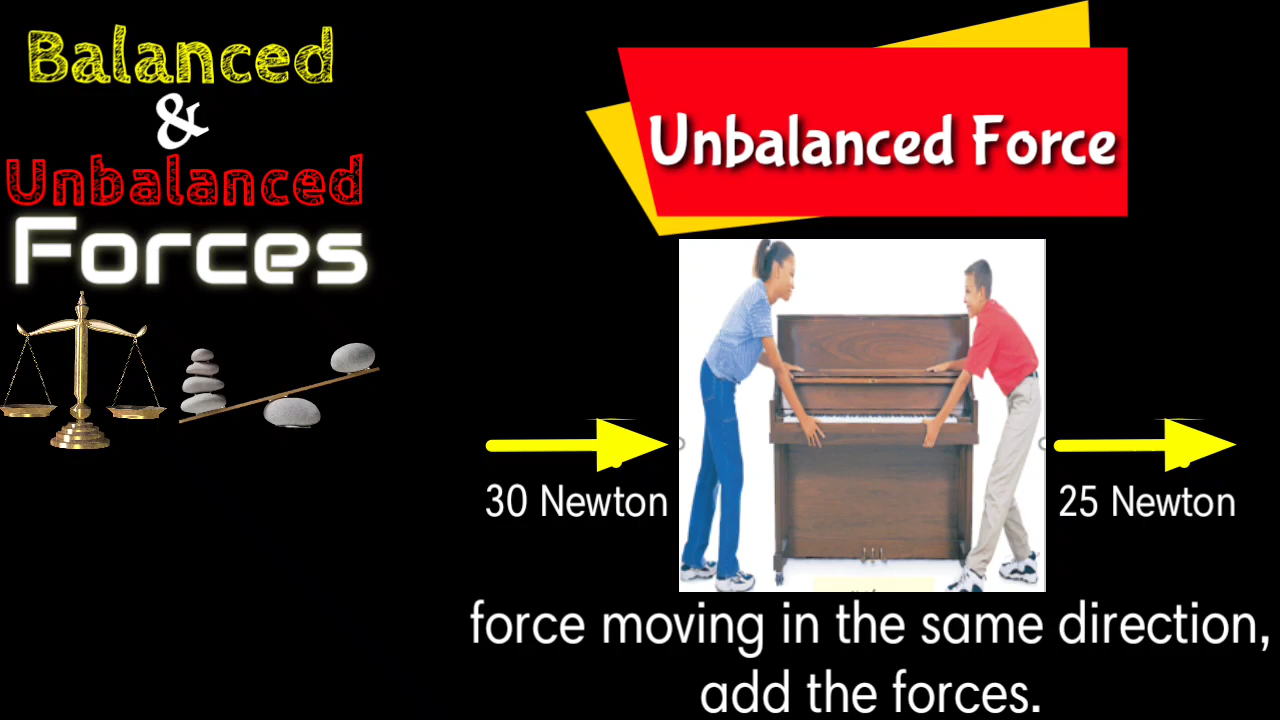 Balanced
&
Unbalanced
Forces
Unbalanced Force
30 Newton
25 Newton
force moving in the same direction,
add the forces.